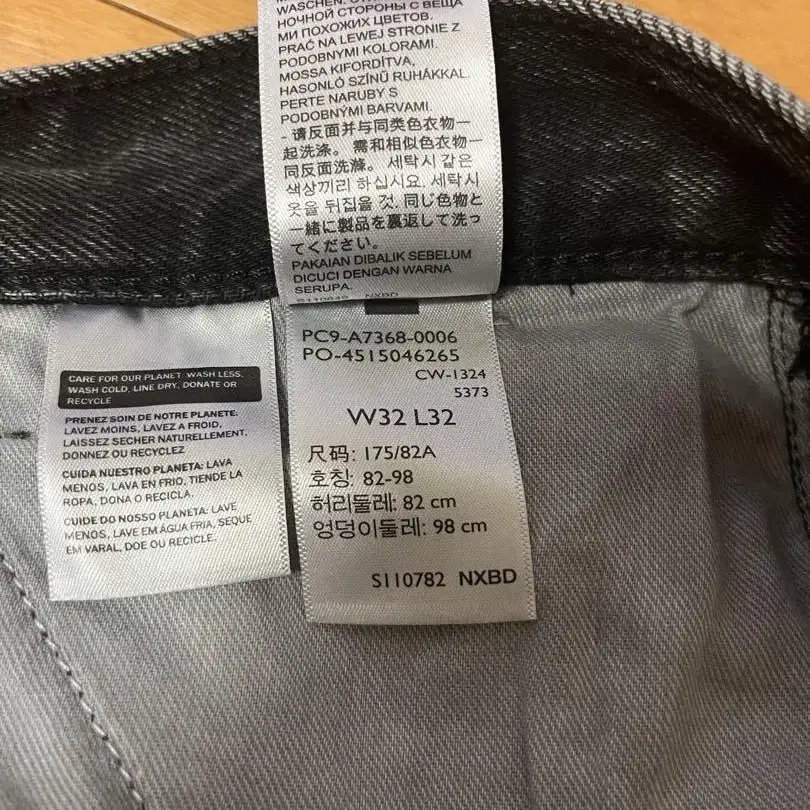 WASCHEN.
НОЧНОЙ СТОРОНЫ С ВЕЩА
МИ ПОХОЖИХ ЦВЕТОВ.
PRAĆ NA LEWEJ STRONIE Z
PODOBNYMI KOLORAMI.
MOSSA KIFORDÍTVA,
HASONLÓ SZÍNŰ RUHÁKKAL.
PERTE NARUBY S
PODOBNÝMI BARVAMI.
- 请反面并与同类色衣物一
起洗涤。 需和相似色衣物一
同反面洗滌。 세탁시 같은
색상끼리 하십시요. 세탁시
옷을 뒤집을 것. 同じ色物と
一緒に製品を裏返して洗っ
てください。
PAKAIAN DIBALIK SEBELUM
DICUCI DENGAN WARNA
SERUPA.
NXBD
CARE FOR OUR PLANET: WASH LESS,
WASH COLD, LINE DRY, DONATE OR
RECYCLE
PRENEZ SOIN DE NOTRE PLANETE:
LAVEZ MOINS, LAVEZ A FROID,
LAISSEZ SECHER NATURELLEMENT,
DONNEZ OU RECYCLEZ
CUIDA NUESTRO PLANETA: LAVA
MENOS, LAVA EN FRIO, TIENDE LA
ROPA, DONA O RECICLA.
CUIDE DO NOSSO PLANETA: LAVE
MENOS, LAVE EM ÁGUA FRIA, SEQUE
EM VARAL, DOE OU RECICLE.
PC9-A7368-0006
PO-4515046265
CW-1324
5373
W32 L32
尺码: 175/82A
호칭: 82-98
허리둘레: 82 cm
엉덩이둘레: 98 cm
S110782 NXBD